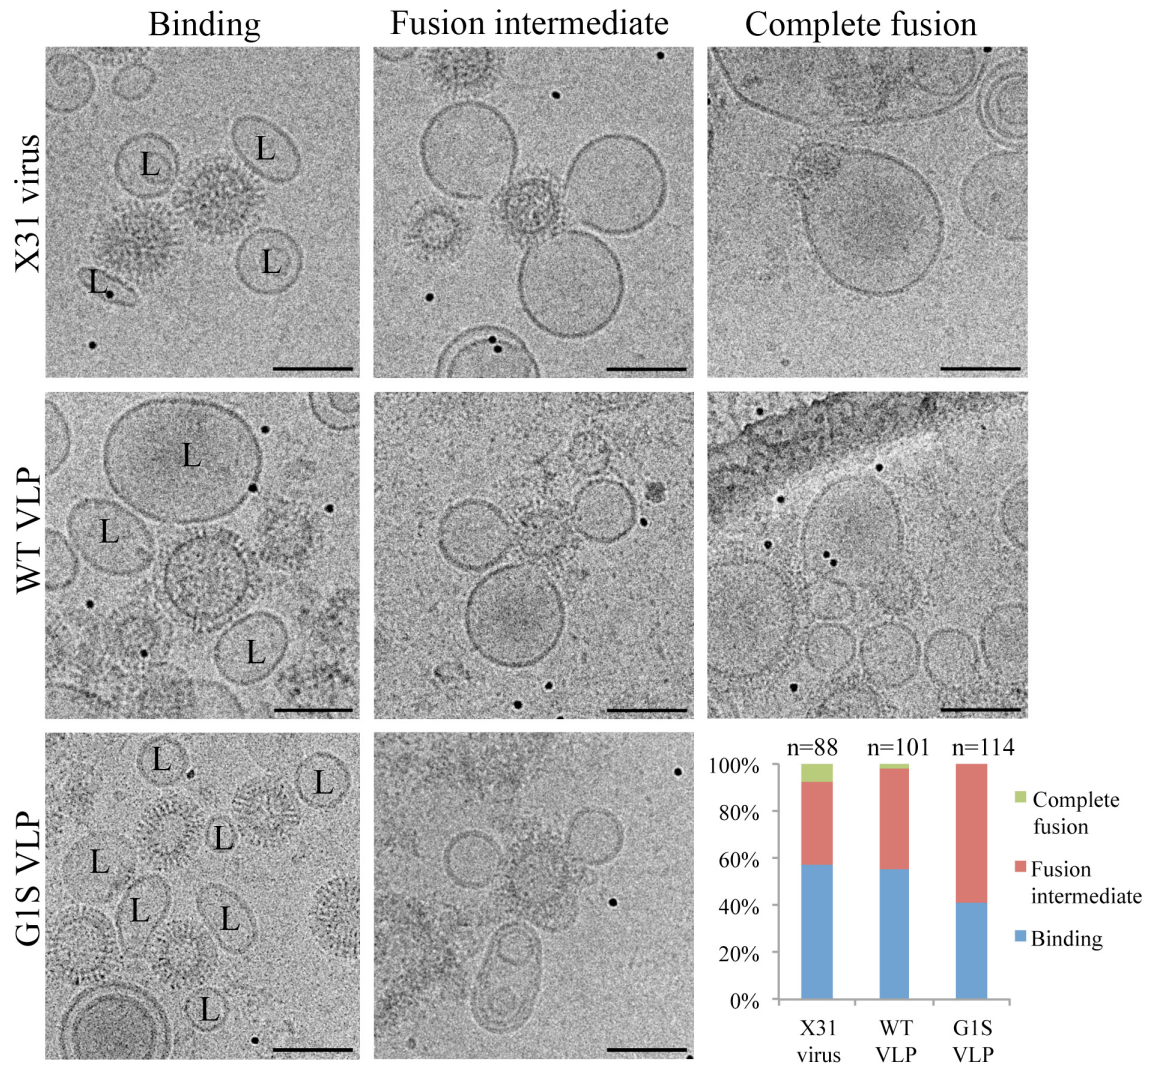 Binding Fusion intermediate Complete fusion
X31 virus
L
L
L
L
WT VLP
L
L
L
G1S VLP
L
L
L
L
L
L
L
n=88 n=101 n=114
100%
80%
60%
40%
20%
0%
X31
virus
WT
VLP
G1S
VLP
Complete
fusion
Fusion
intermediate
Binding